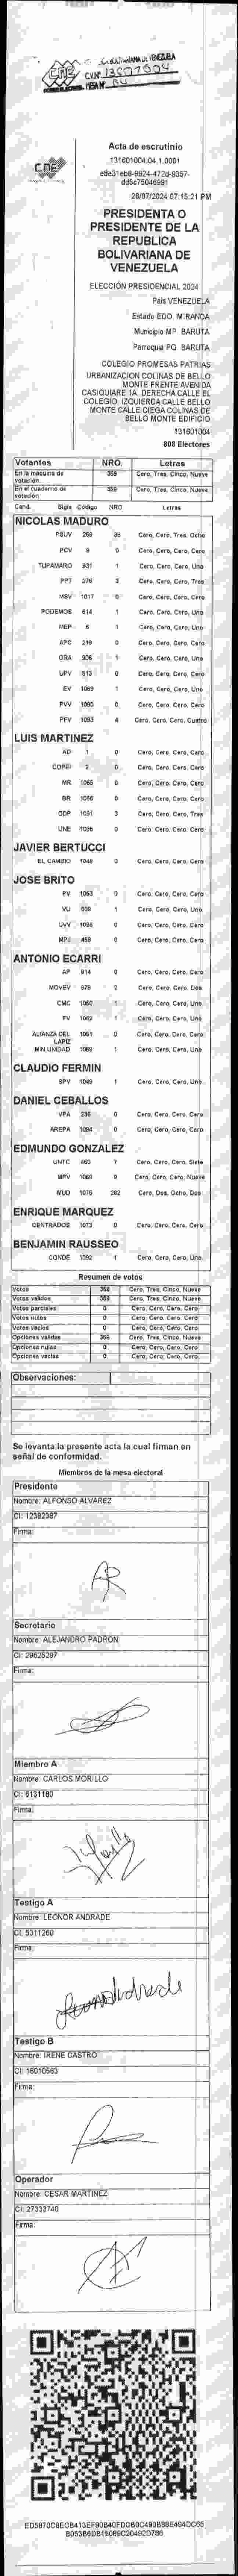 CNE
BOLIVARIANA DE VENEZUELA
Acta de escrutinio
131601004.04.1.0001
28/07/2024 07:15:21 PM
PRESIDENTA O
PRESIDENTE DE LA
REPUBLICA
BOLIVARIANA DE
VENEZUELA
ELECCIÓN PRESIDENCIAL 2024
País VENEZUELA
Estado EDO. MIRANDA
Municipio MP. BARUTA
Parroquia PQ. BARUTA
COLEGIO PROMESAS PATRIAS
URBANIZACION COLINAS DE BELLO
MONTE FRENTE AVENIDA
CASIQUIARE 1A. DERECHA CALLE EL
COLEGIO. IZQUIERDA CALLE BELLO
MONTE CALLE CIEGA COLINAS DE
BELLO MONTE EDIFICIO
131601004
808 Electores
Votantes NRO. Letras
En la máquina de votación 359 Cero, Tres, Cinco, Nueve
En el cuaderno de votación 359 Cero, Tres, Cinco, Nueve
Cand. Sigla Código NRO Letras
NICOLAS MADURO
PSUV 269 38 Cero, Cero, Tres, Ocho
PCV 9 0 Cero, Cero, Cero, Cero
TUPAMARO 931 1 Cero, Cero, Cero, Uno
PPT 276 3 Cero, Cero, Cero, Tres
MSV 1017 0 Cero, Cero, Cero, Cero
PODEMOS 614 1 Cero, Cero, Cero, Uno
MEP 6 1 Cero, Cero, Cero, Uno
APC 219 0 Cero, Cero, Cero, Cero
ORA 906 1 Cero, Cero, Cero, Uno
UPV 513 0 Cero, Cero, Cero, Cero
EV 1089 1 Cero, Cero, Cero, Uno
PVV 1090 0 Cero, Cero, Cero, Cero
PFV 1093 4 Cero, Cero, Cero, Cuatro
LUIS MARTINEZ
AD 1 0 Cero, Cero, Cero, Cero
COPEI 2 0 Cero, Cero, Cero, Cero
MR 1065 0 Cero, Cero, Cero, Cero
BR 1066 0 Cero, Cero, Cero, Cero
DDP 1091 3 Cero, Cero, Cero, Tres
UNE 1096 0 Cero, Cero, Cero, Cero
JAVIER BERTUCCI
EL CAMBIO 1049 0 Cero, Cero, Cero, Cero
JOSE BRITO
PV 1053 0 Cero, Cero, Cero, Cero
VU 969 1 Cero, Cero, Cero, Uno
UVV 1096 0 Cero, Cero, Cero, Cero
MPJ 458 0 Cero, Cero, Cero, Cero
ANTONIO ECARRI
AP 914 0 Cero, Cero, Cero, Cero
MOVEV 678 2 Cero, Cero, Cero, Dos
CMC 1060 1 Cero, Cero, Cero, Uno
FV 1062 1 Cero, Cero, Cero, Uno
ALIANZA DEL LAPIZ 1061 0 Cero, Cero, Cero, Cero
MIN UNIDAD 1069 1 Cero, Cero, Cero, Uno
CLAUDIO FERMIN
SPV 1049 1 Cero, Cero, Cero, Uno
DANIEL CEBALLOS
VPA 236 0 Cero, Cero, Cero, Cero
AREPA 1094 0 Cero, Cero, Cero, Cero
EDMUNDO GONZALEZ
UNTC 460 7 Cero, Cero, Cero, Siete
MPV 1069 9 Cero, Cero, Cero, Nueve
MUD 1075 282 Cero, Dos, Ocho, Dos
ENRIQUE MARQUEZ
CENTRADOS 1073 0 Cero, Cero, Cero, Cero
BENJAMIN RAUSSEO
CONDE 1092 1 Cero, Cero, Cero, Uno
Resumen de votos
Votos 359 Cero, Tres, Cinco, Nueve
Votos válidos 359 Cero, Tres, Cinco, Nueve
Votos parciales 0 Cero, Cero, Cero, Cero
Votos nulos 0 Cero, Cero, Cero, Cero
Votos vacios 0 Cero, Cero, Cero, Cero
Opciones válidas 359 Cero, Tres, Cinco, Nueve
Opciones nulas 0 Cero, Cero, Cero, Cero
Opciones vacias 0 Cero, Cero, Cero, Cero
Observaciones:
Se levanta la presente acta la cual firman en
señal de conformidad.
Miembros de la mesa electoral
Presidente
Nombre: ALFONSO ALVAREZ
CI: 12382387
Firma:
Secretario
Nombre: ALEJANDRO PADRON
CI: 29625297
Firma:
Miembro A
Nombre: CARLOS MORILLO
CI: 6131180
Firma:
Testigo A
Nombre: LEONOR ANDRADE
CI: 5311260
Firma:
Testigo B
Nombre: IRENE CASTRO
CI: 16010563
Firma:
Operador
Nombre: CESAR MARTINEZ
CI: 27333740
Firma: